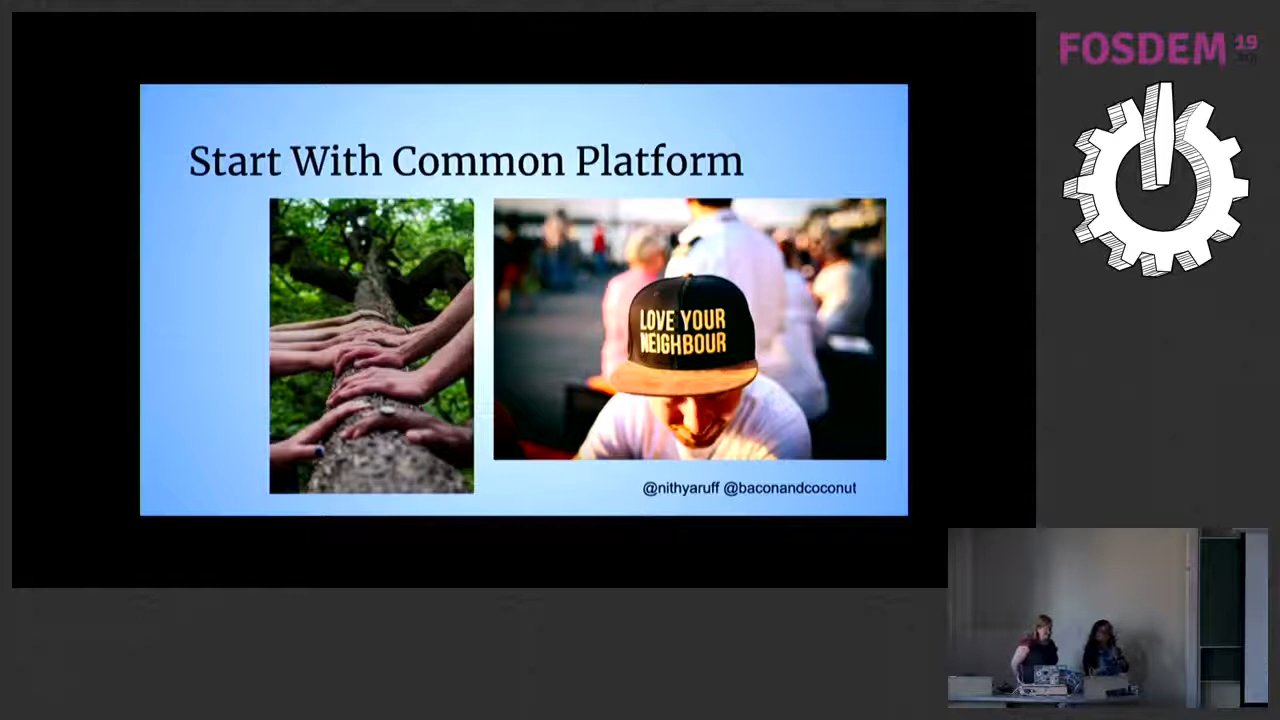 FOSDEM 19
Start With Common Platform
LOVE YOUR
NEIGHBOUR
@nithyaruff @baconandcoconut